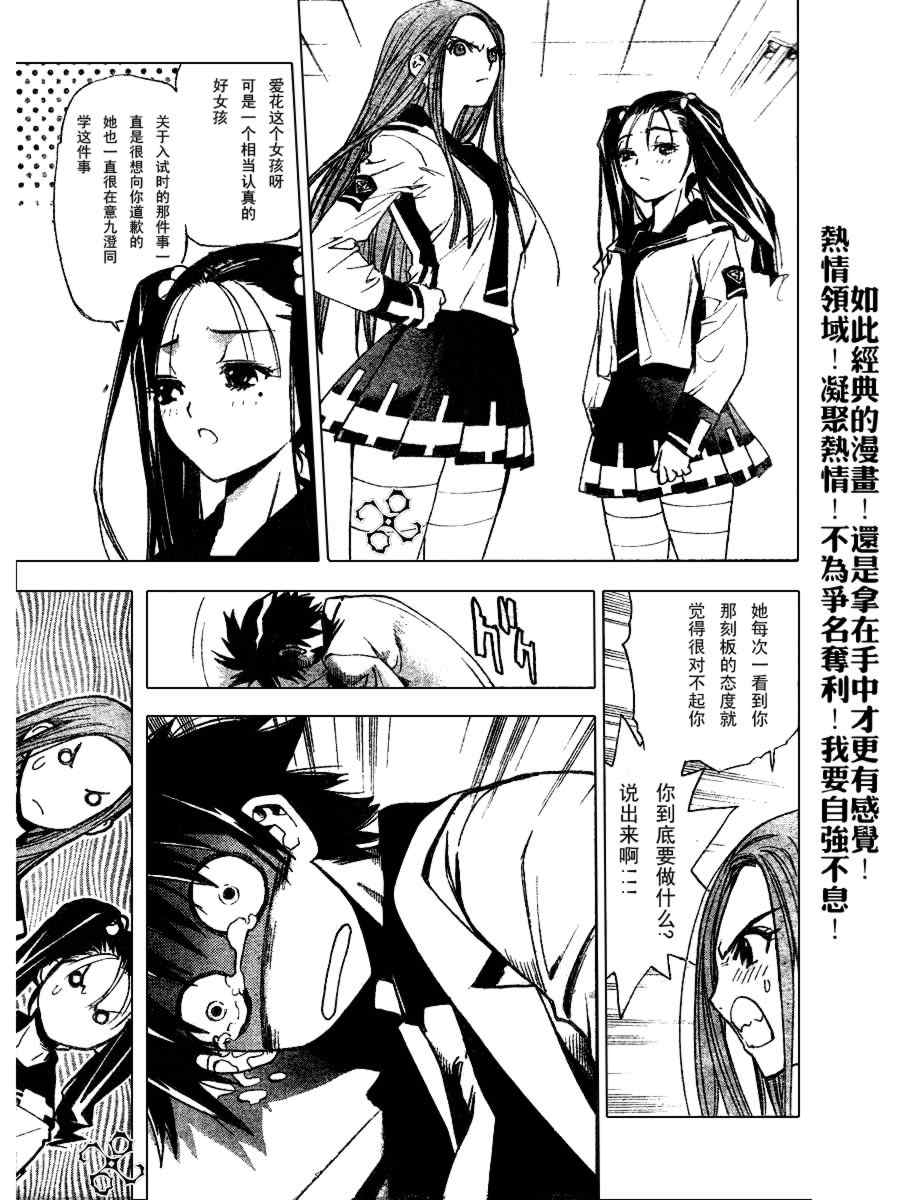 爱花这个女孩呀
可是一个相当认真的
好女孩
关于入试时的那件事一
直是很想向你道歉的
她也一直很在意九澄同
学这件事
她每次一看到你
那刻板的态度就
觉得很对不起你
ゲゲ
你到底要做什么?
说出来啊!!!
如此經典的漫畫！還是拿在手中才更有感覺！
熱情領域！凝聚熱情！不為爭名奪利！我要自強不息！